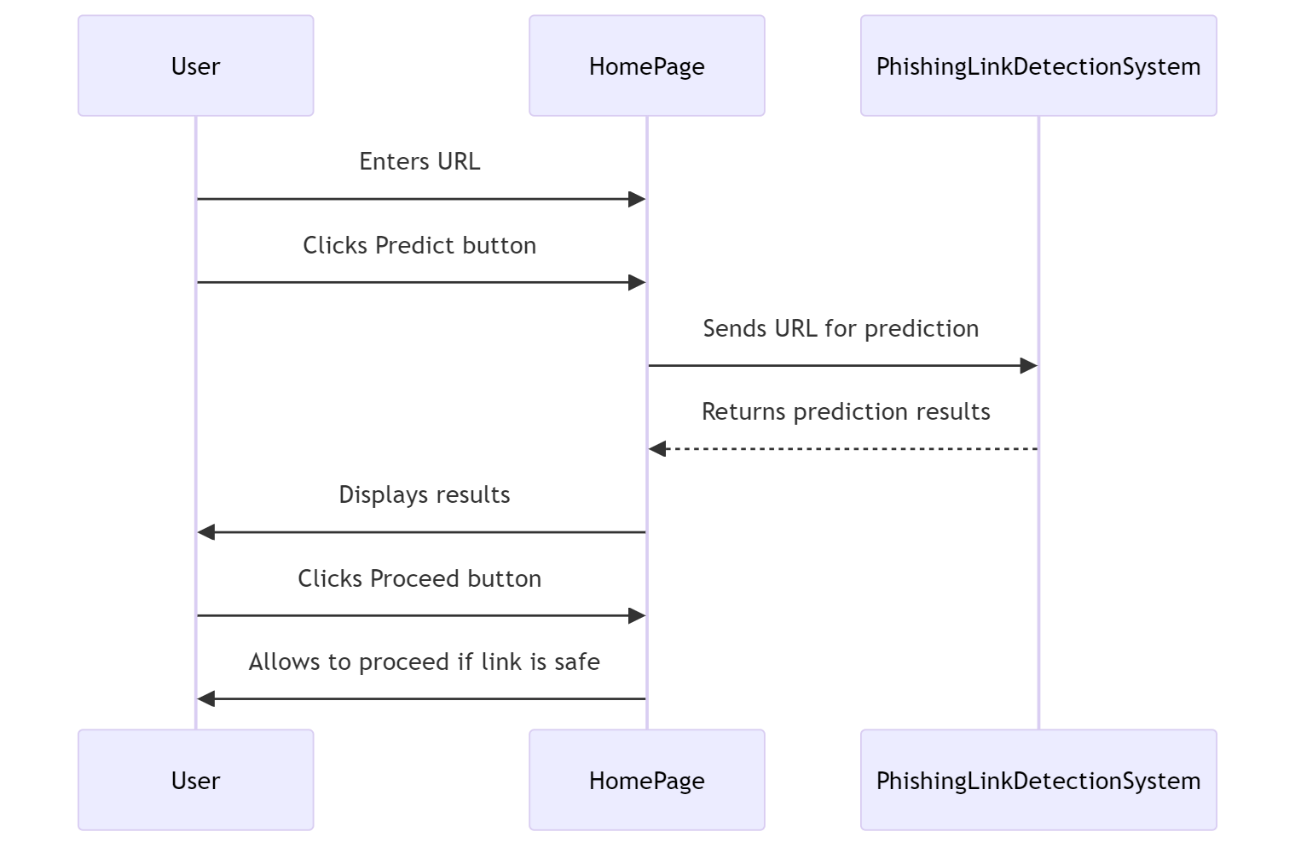 User
HomePage
PhishingLinkDetectionSystem
Enters URL
Clicks Predict button
Sends URL for prediction
Returns prediction results
Displays results
Clicks Proceed button
Allows to proceed if link is safe
User
HomePage
PhishingLinkDetectionSystem